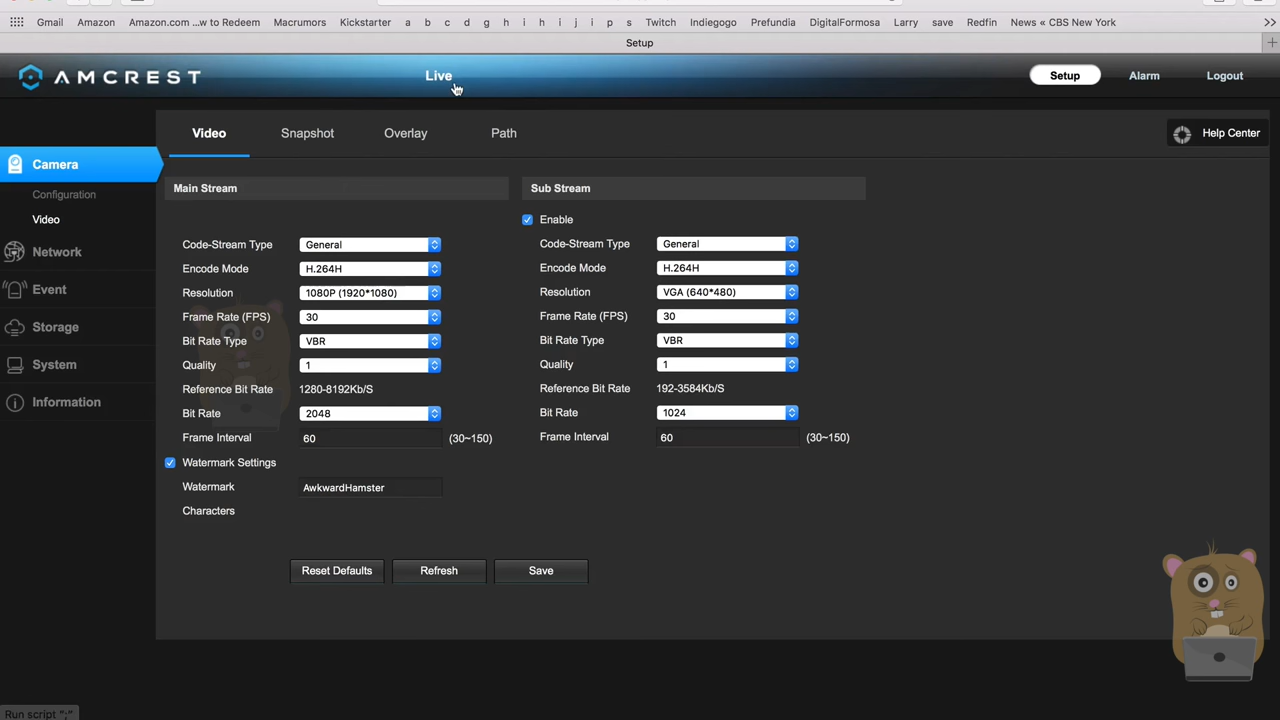 Gmail Amazon Amazon.com ...w to Redeem Macrumors Kickstarter a b c d g h i h i j i p s Twitch Indiegogo Prefundia DigitalFormosa Larry save Redfin News « CBS New York >>
Setup
AMCREST Live Setup Alarm Logout
Video Snapshot Overlay Path Help Center
Camera
Configuration
Video
Network
Event
Storage
System
Information
Main Stream
Code-Stream Type General
Encode Mode H.264H
Resolution 1080P (1920*1080)
Frame Rate (FPS) 30
Bit Rate Type VBR
Quality 1
Reference Bit Rate 1280-8192Kb/S
Bit Rate 2048
Frame Interval 60 (30~150)
Watermark Settings
Watermark AwkwardHamster
Characters
Sub Stream
Enable
Code-Stream Type General
Encode Mode H.264H
Resolution VGA (640*480)
Frame Rate (FPS) 30
Bit Rate Type VBR
Quality 1
Reference Bit Rate 192-3584Kb/S
Bit Rate 1024
Frame Interval 60 (30~150)
Reset Defaults Refresh Save
Run script ";"